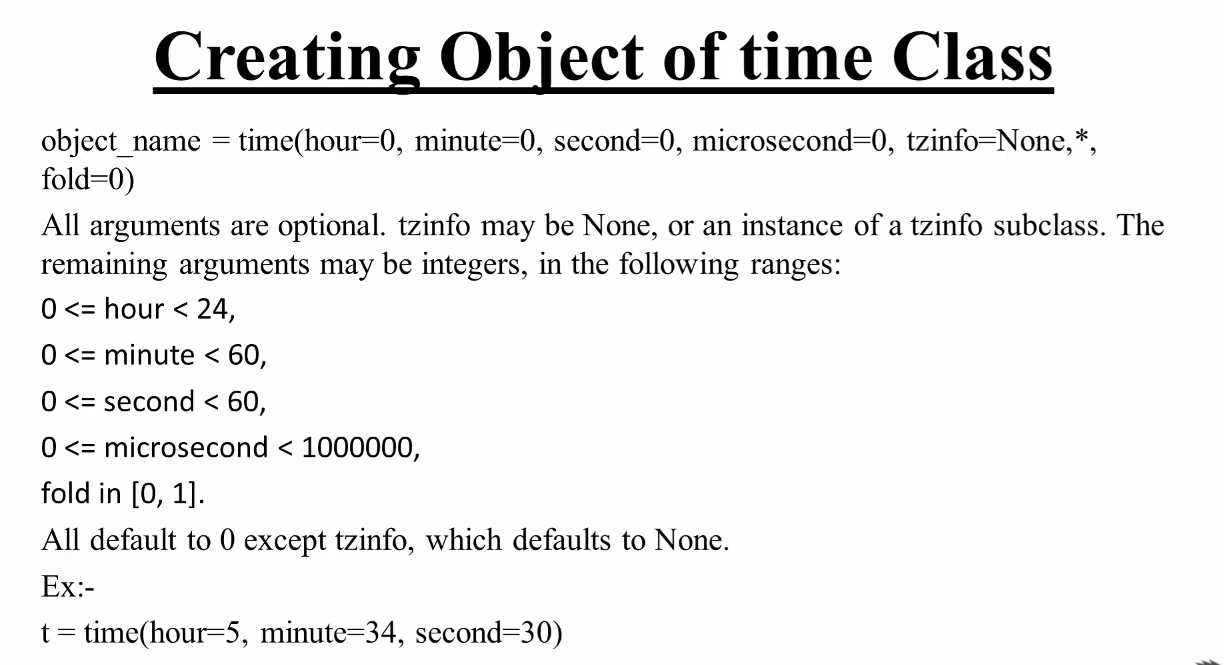 Creating Object of time Class
object_name = time(hour=0, minute=0, second=0, microsecond=0, tzinfo=None,*,
fold=0)
All arguments are optional. tzinfo may be None, or an instance of a tzinfo subclass. The
remaining arguments may be integers, in the following ranges:
0 <= hour < 24,
0 <= minute < 60,
0 <= second < 60,
0 <= microsecond < 1000000,
fold in [0, 1].
All default to 0 except tzinfo, which defaults to None.
Ex:-
t = time(hour=5, minute=34, second=30)